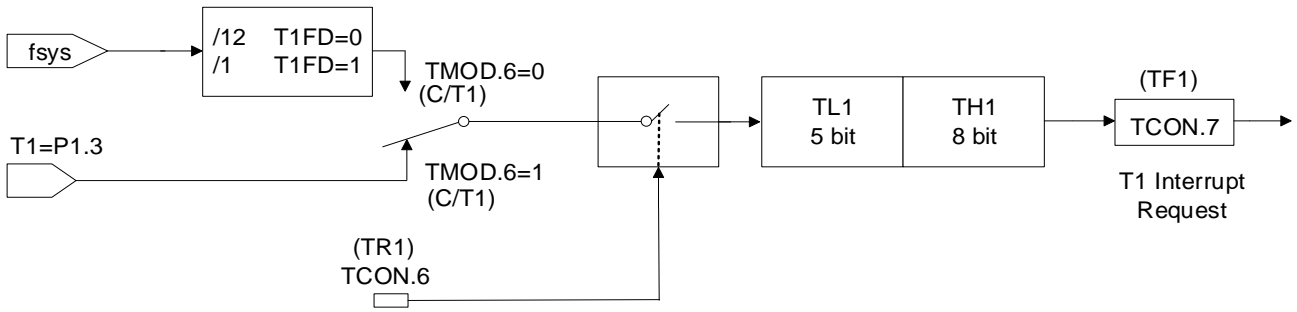 fsys
/12 T1FD=0
/1 T1FD=1
TMOD.6=0
(C/T1)
T1=P1.3
TMOD.6=1
(C/T1)
(TR1)
TCON.6
TL1
5 bit
TH1
8 bit
(TF1)
TCON.7
T1 Interrupt
Request